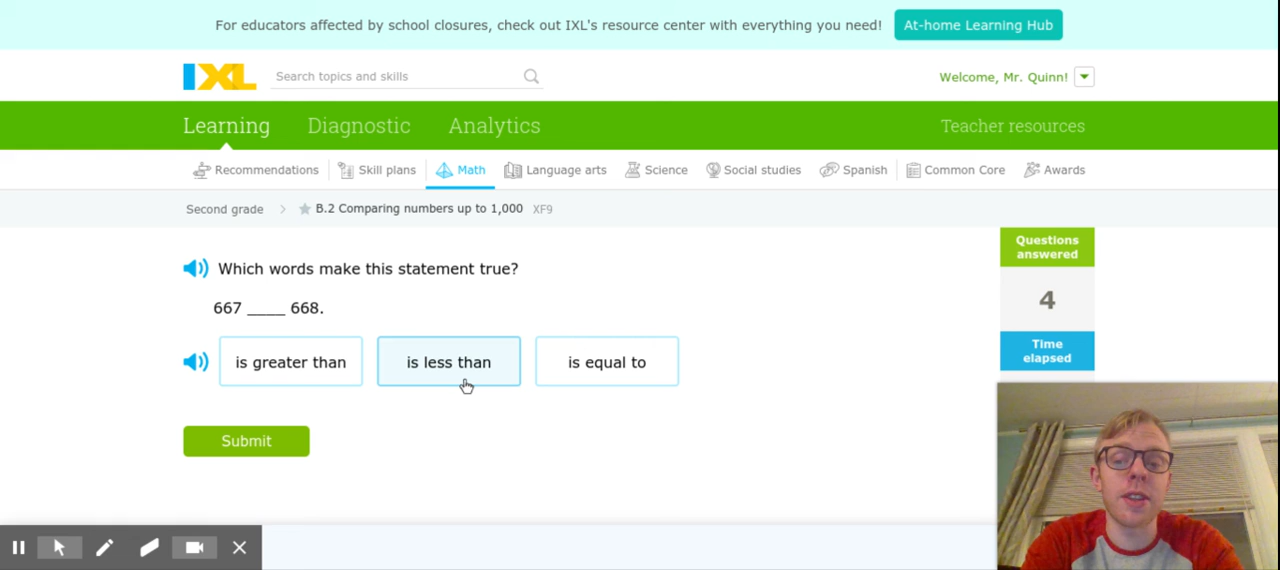 For educators affected by school closures, check out IXL's resource center with everything you need! At-home Learning Hub
IXL Search topics and skills Welcome, Mr. Quinn!
Learning Diagnostic Analytics Teacher resources
Recommendations Skill plans Math Language arts Science Social studies Spanish Common Core Awards
Second grade > B.2 Comparing numbers up to 1,000 XF9
Questions answered
4
Time elapsed
Which words make this statement true?
667 ____ 668.
is greater than is less than is equal to
Submit